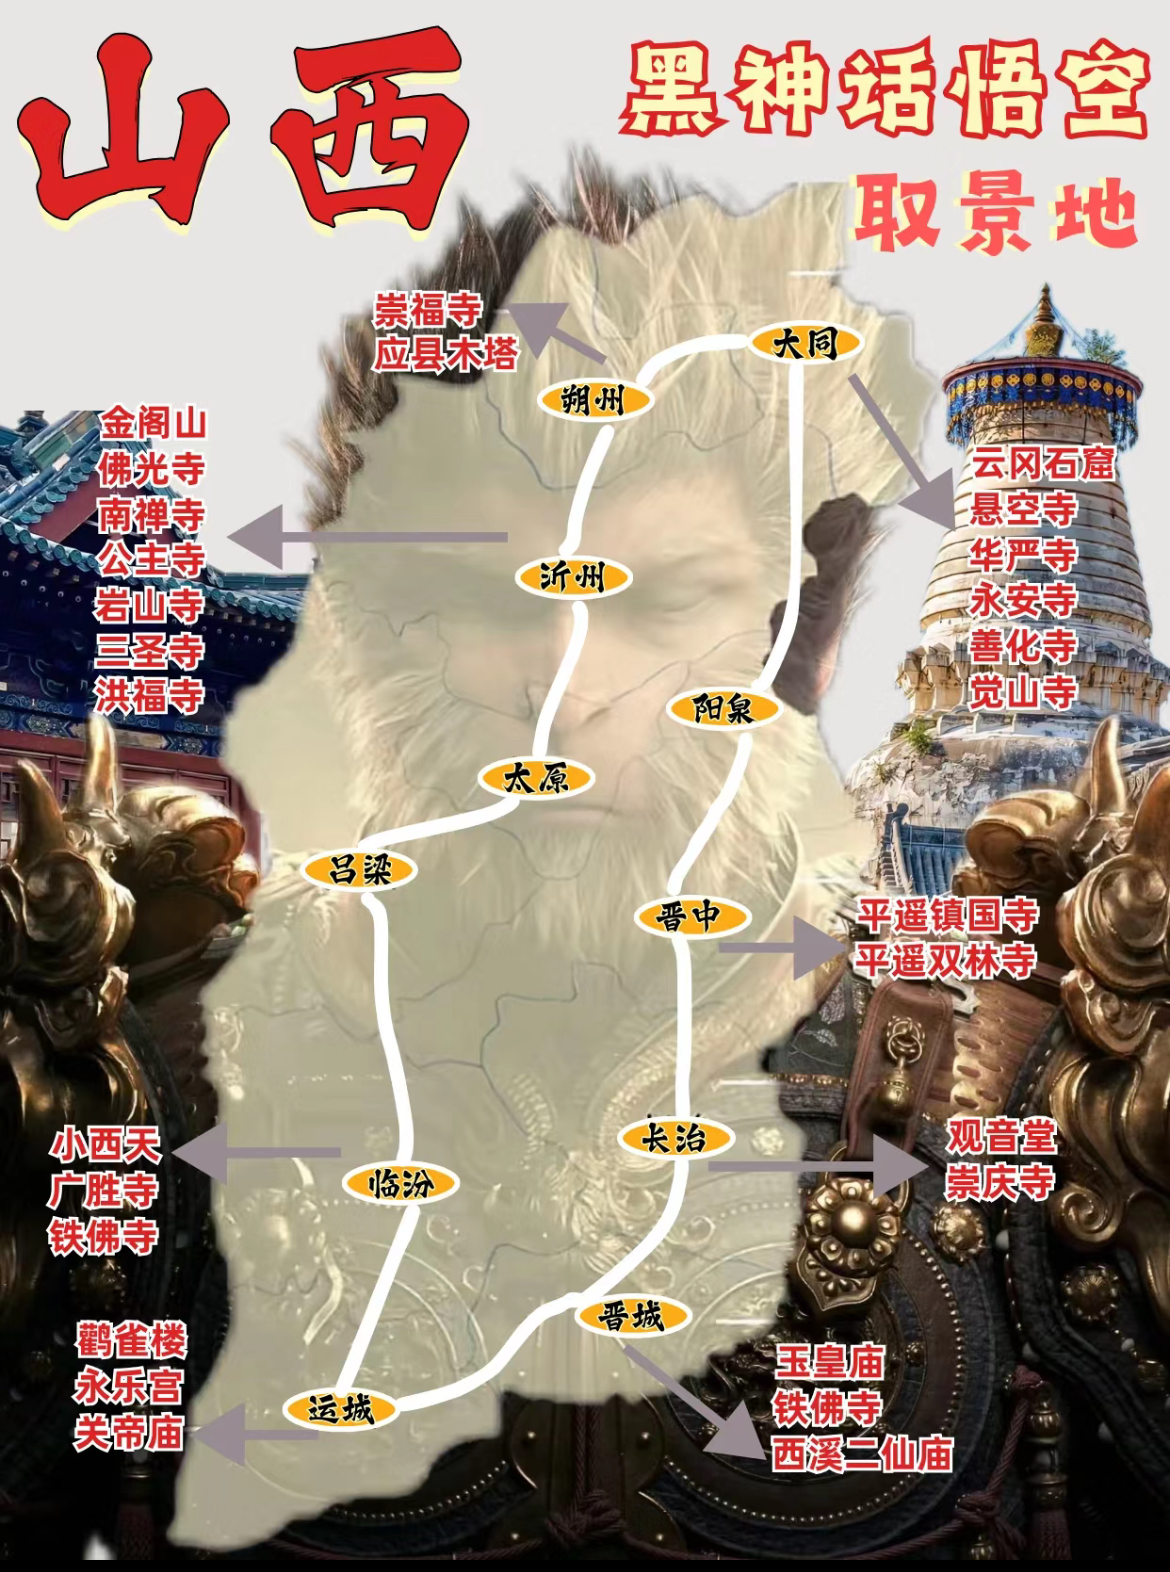 山西
黑神话悟空
取景地
崇福寺
应县木塔
大同
朔州
金阁山
佛光寺
南禅寺
公主寺
岩山寺
三圣寺
洪福寺
云冈石窟
悬空寺
华严寺
永安寺
善化寺
觉山寺
沂州
阳泉
太原
吕梁
晋中
平遥镇国寺
平遥双林寺
长治
观音堂
崇庆寺
小西天
广胜寺
铁佛寺
临汾
晋城
鹳雀楼
永乐宫
关帝庙
运城
玉皇庙
铁佛寺
西溪二仙庙